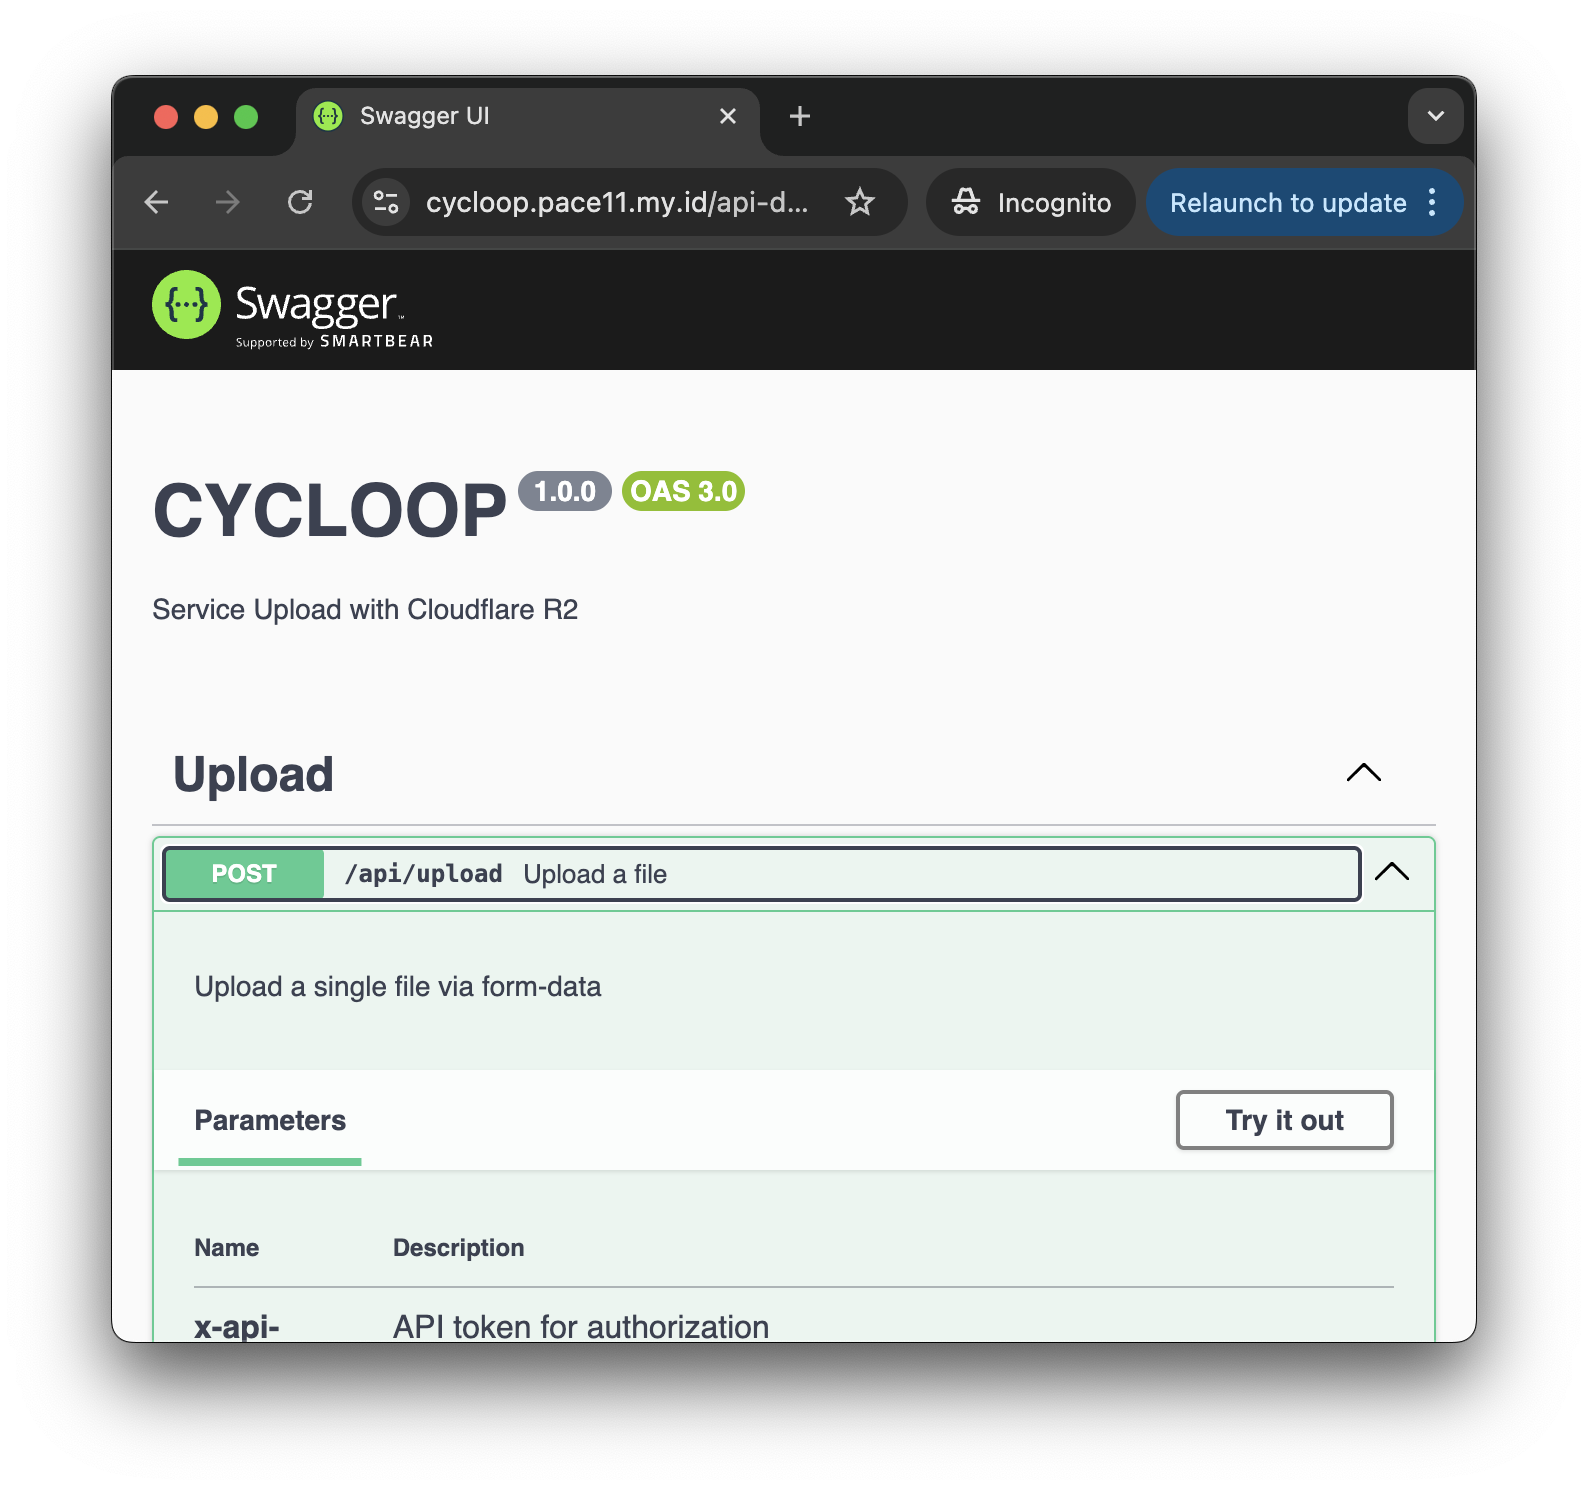 Swagger UI
cycloop.pace11.my.id/api-d...
Incognito
Relaunch to update
{...} Swagger™
Supported by SMARTBEAR
CYCLOOP 1.0.0 OAS 3.0
Service Upload with Cloudflare R2
Upload
POST /api/upload Upload a file
Upload a single file via form-data
Parameters
Try it out
Name Description
x-api- API token for authorization